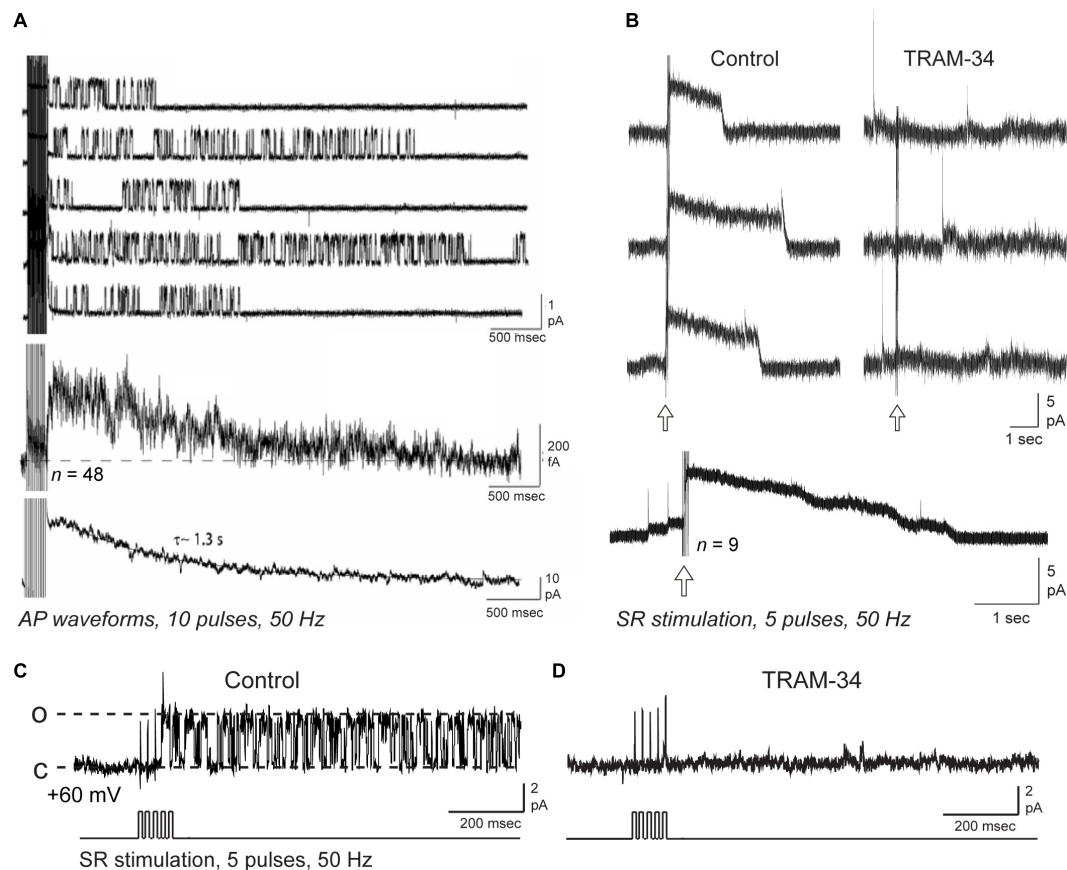 A
1
pA
500 msec
200
fA
n = 48
500 msec
τ~ 1.3 s
10
pA
500 msec
AP waveforms, 10 pulses, 50 Hz
B
Control
TRAM-34
5
pA
1 sec
n = 9
5
pA
1 sec
SR stimulation, 5 pulses, 50 Hz
C
Control
O
C
+60 mV
2
pA
200 msec
SR stimulation, 5 pulses, 50 Hz
D
TRAM-34
2
pA
200 msec